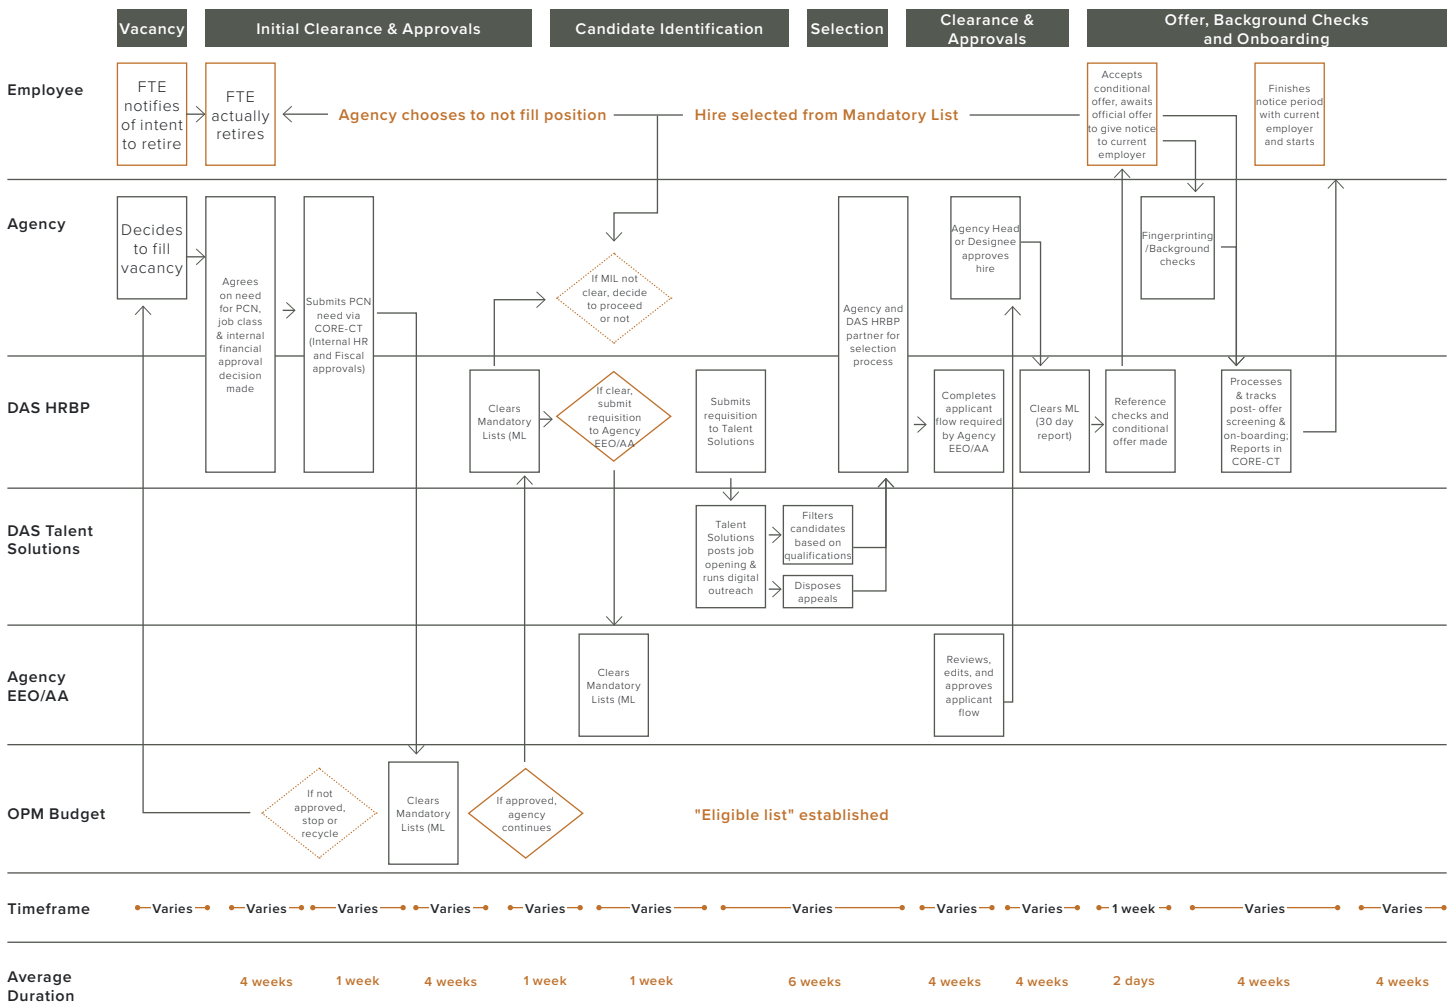 Vacancy
Initial Clearance & Approvals
Candidate Identification
Selection
Clearance &
Approvals
Offer, Background Checks
and Onboarding
Employee
FTE
notifies
of intent
to retire
FTE
actually
retires
Agency chooses to not fill position
Hire selected from Mandatory List
Accepts
conditional
offer, awaits
official offer
to give notice
to current
employer
Finishes
notice period
with current
employer
and starts
Agency
Decides
to fill
vacancy
Agrees
on need
for PCN,
job class
& internal
financial
approval
decision
made
Submits PCN
need via
CORE-CT
(Internal HR
and Fiscal
approvals)
If MIL not
clear, decide
to proceed
or not
Agency and
DAS HRBP
partner for
selection
process
Agency Head
or Designee
approves
hire
Fingerprinting
/Background
checks
DAS HRBP
Clears
Mandatory
Lists (ML
If clear,
submit
requisition
to Agency
EEO/AA
Submits
requisition
to Talent
Solutions
Completes
applicant
flow required
by Agency
EEO/AA
Clears ML
(30 day
report)
Reference
checks and
conditional
offer made
Processes
& tracks
post- offer
screening &
on-boarding;
Reports in
CORE-CT
DAS Talent
Solutions
Talent
Solutions
posts job
opening &
runs digital
outreach
Filters
candidates
based on
qualifications
Disposes
appeals
Agency
EEO/AA
Clears
Mandatory
Lists (ML
Reviews,
edits, and
approves
applicant
flow
OPM Budget
If not
approved,
stop or
recycle
Clears
Mandatory
Lists (ML
If approved,
agency
continues
"Eligible list" established
Timeframe
Varies
Varies
Varies
Varies
Varies
Varies
Varies
Varies
Varies
1 week
Varies
Varies
Average
Duration
4 weeks
1 week
4 weeks
1 week
1 week
6 weeks
4 weeks
4 weeks
2 days
4 weeks
4 weeks